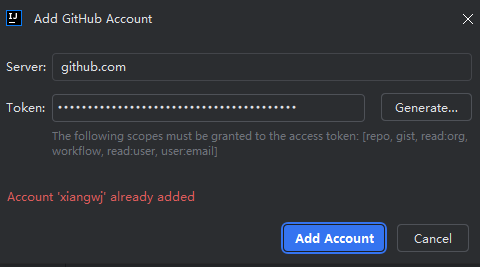 IJ
Add GitHub Account
Server: github.com
Token: ••••••••••••••••••••••••••••••••••••••••  Generate...
The following scopes must be granted to the access token: [repo, gist, read:org,
workflow, read:user, user:email]
Account 'xiangwj' already added
Add Account Cancel